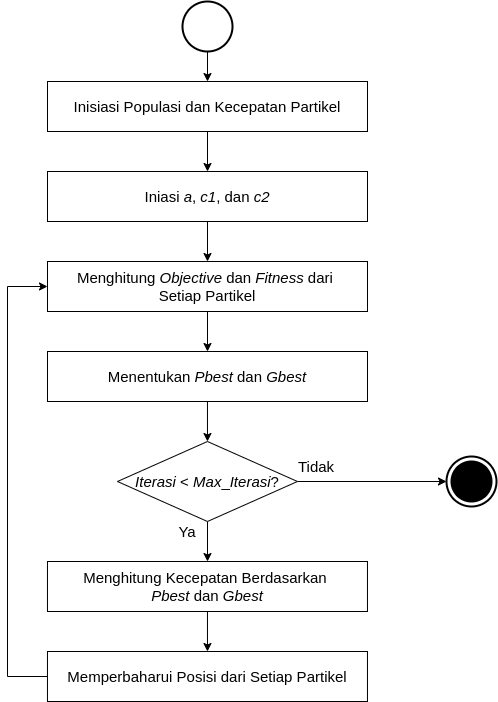 Inisiasi Populasi dan Kecepatan Partikel
Iniasi a, c1, dan c2
Menghitung Objective dan Fitness dari
Setiap Partikel
Menentukan Pbest dan Gbest
Iterasi < Max_Iterasi?
Tidak
Ya
Menghitung Kecepatan Berdasarkan
Pbest dan Gbest
Memperbaharui Posisi dari Setiap Partikel